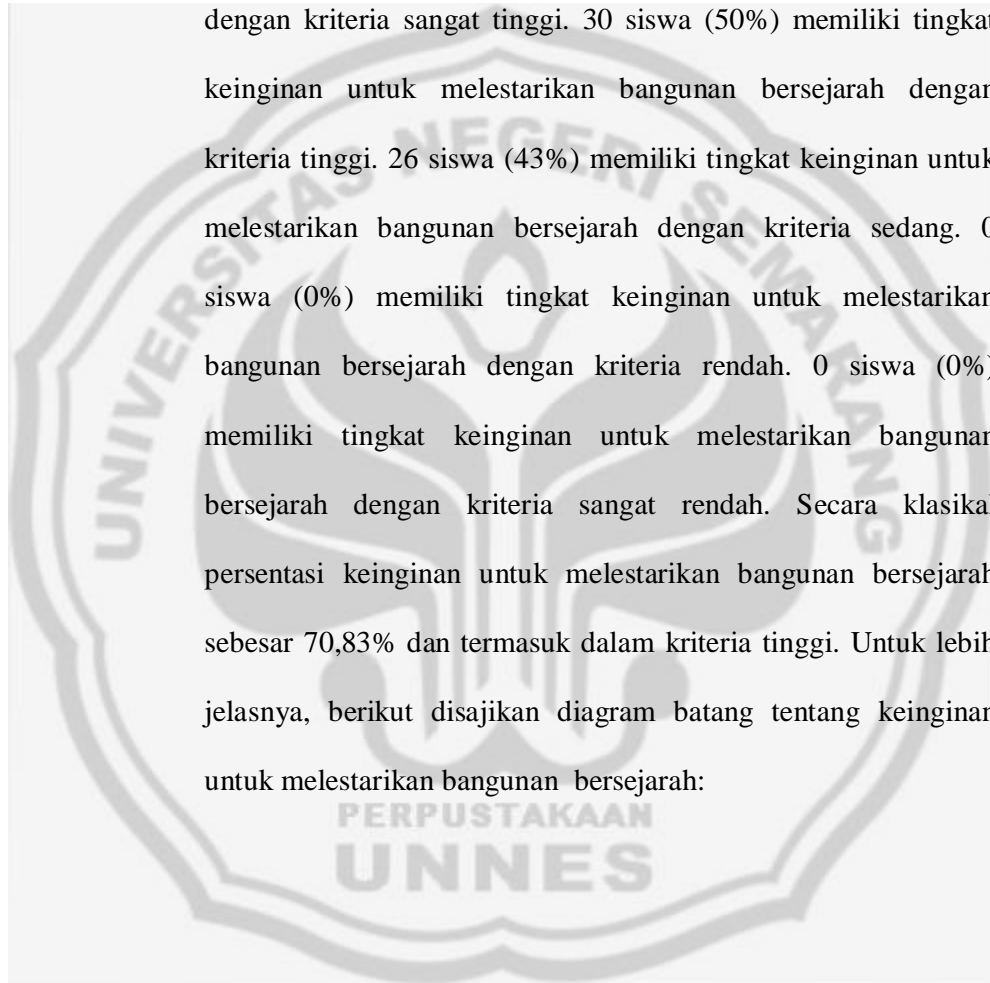 dengan kriteria sangat tinggi. 30 siswa (50%) memiliki tingkat
keinginan untuk melestarikan bangunan bersejarah dengan
kriteria tinggi. 26 siswa (43%) memiliki tingkat keinginan untuk
melestarikan bangunan bersejarah dengan kriteria sedang. 0
siswa (0%) memiliki tingkat keinginan untuk melestarikan
bangunan bersejarah dengan kriteria rendah. 0 siswa (0%)
memiliki tingkat keinginan untuk melestarikan bangunan
bersejarah dengan kriteria sangat rendah. Secara klasikal
persentasi keinginan untuk melestarikan bangunan bersejarah
sebesar 70,83% dan termasuk dalam kriteria tinggi. Untuk lebih
jelasnya, berikut disajikan diagram batang tentang keinginan
untuk melestarikan bangunan bersejarah:
UNIVERSITAS NEGERI SEMARANG
PERPUSTAKAAN
UNNES